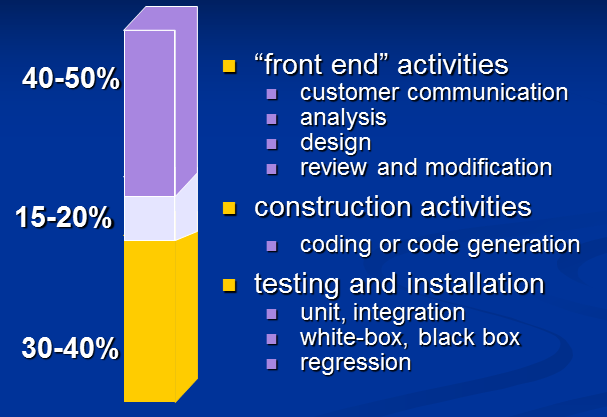 40-50%
“front end” activities
customer communication
analysis
design
review and modification
15-20%
construction activities
coding or code generation
30-40%
testing and installation
unit, integration
white-box, black box
regression